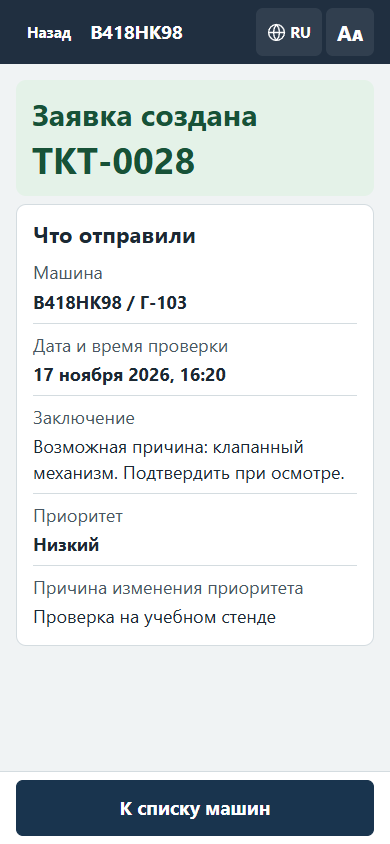 Назад В418НК98 RU Aᴀ
Заявка создана
ТКТ-0028
Что отправили
Машина
В418НК98 / Г-103
Дата и время проверки
17 ноября 2026, 16:20
Заключение
Возможная причина: клапанный
механизм. Подтвердить при осмотре.
Приоритет
Низкий
Причина изменения приоритета
Проверка на учебном стенде
К списку машин